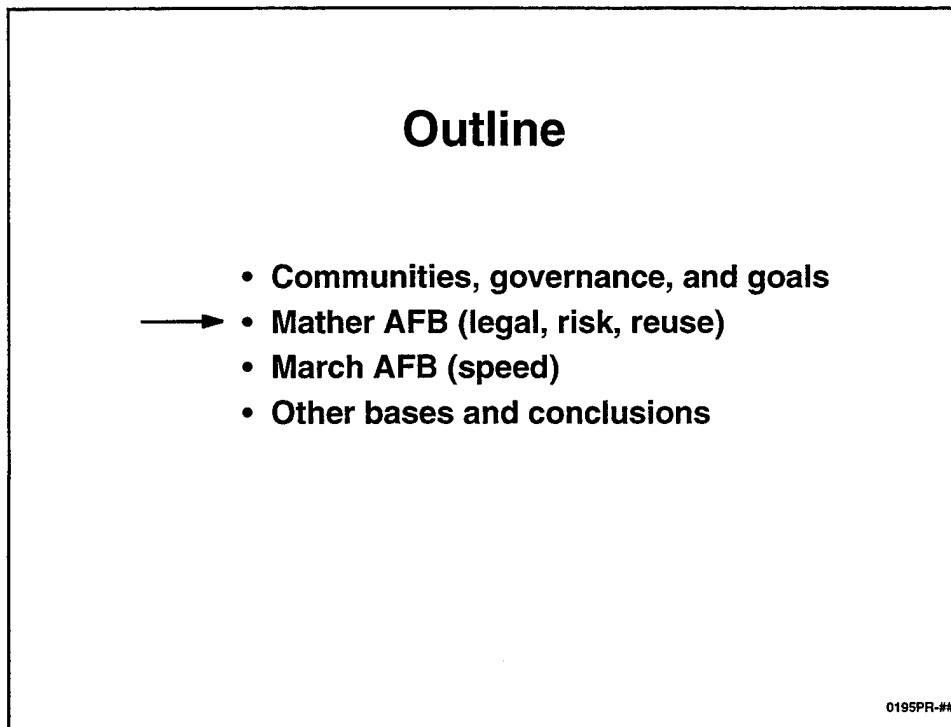 Outline
• Communities, governance, and goals
• Mather AFB (legal, risk, reuse)
• March AFB (speed)
• Other bases and conclusions